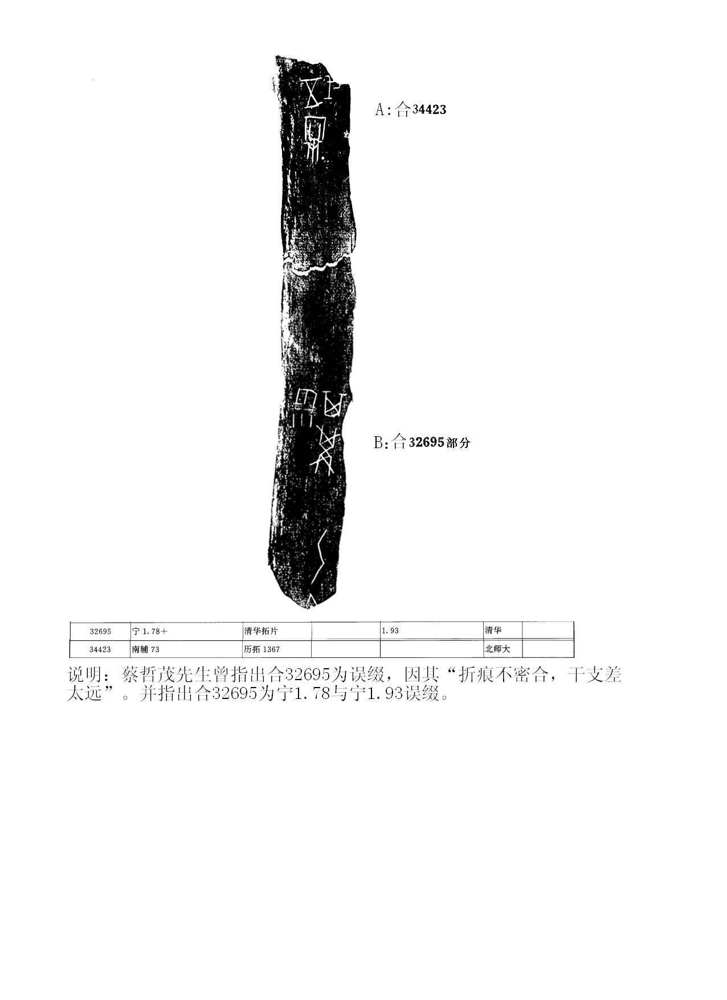 A:合34423
B:合32695部分
32695 宁1.78+ 清华拓片 1.93 清华
34423 南辅73 历拓1367 北师大
说明：蔡哲茂先生曾指出合32695为误缀，因其“折痕不密合，干支差
太远”。并指出合32695为宁1.78与宁1.93误缀。